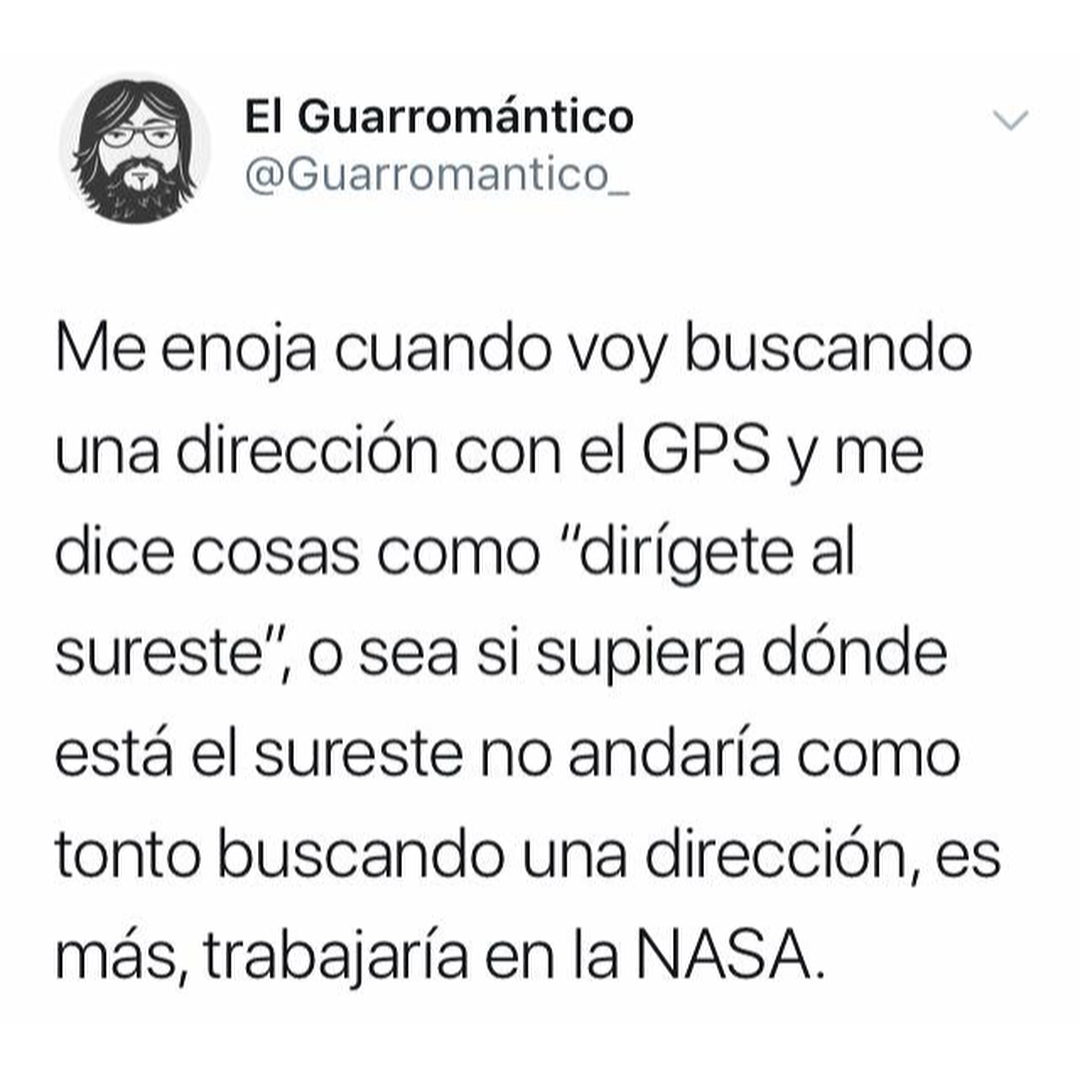 El Guarromántico
@Guarromantico_
Me enoja cuando voy buscando
una dirección con el GPS y me
dice cosas como "dirígete al
sureste", o sea si supiera dónde
está el sureste no andaría como
tonto buscando una dirección, es
más, trabajaría en la NASA.